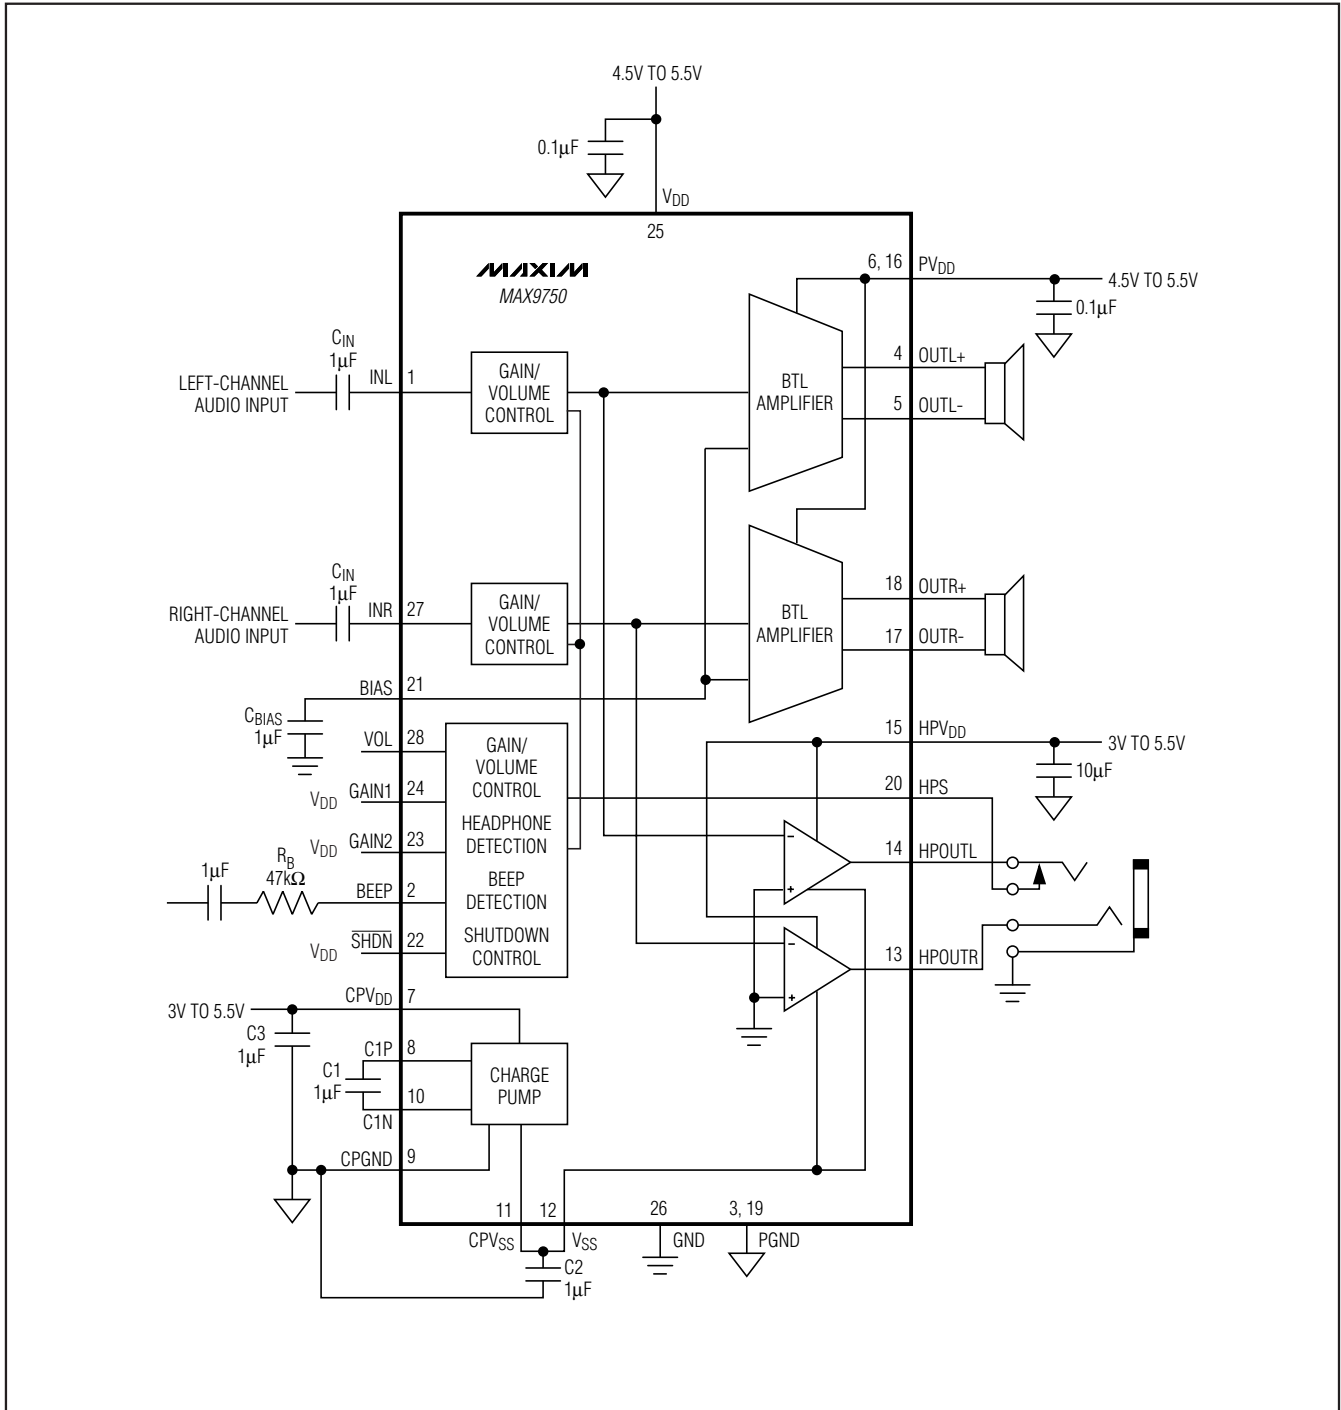 4.5V TO 5.5V
0.1µF
VDD
25
MAXIM
MAX9750
6, 16
PVDD
4.5V TO 5.5V
0.1µF
CIN
1µF
LEFT-CHANNEL
AUDIO INPUT
INL
1
GAIN/
VOLUME
CONTROL
BTL
AMPLIFIER
4
OUTL+
5
OUTL-
CIN
1µF
RIGHT-CHANNEL
AUDIO INPUT
INR
27
GAIN/
VOLUME
CONTROL
BTL
AMPLIFIER
18
OUTR+
17
OUTR-
BIAS
21
CBIAS
1µF
VOL
28
VDD
GAIN1
24
VDD
GAIN2
23
1µF
RB
47kΩ
BEEP
2
VDD
SHDN
22
GAIN/
VOLUME
CONTROL
HEADPHONE
DETECTION
BEEP
DETECTION
SHUTDOWN
CONTROL
15
HPVDD
3V TO 5.5V
10µF
20
HPS
−
+
14
HPOUTL
−
+
13
HPOUTR
3V TO 5.5V
CPVDD
7
C3
1µF
C1P
8
C1
1µF
10
C1N
CHARGE
PUMP
CPGND
9
11
CPVSS
12
VSS
C2
1µF
26
GND
3, 19
PGND